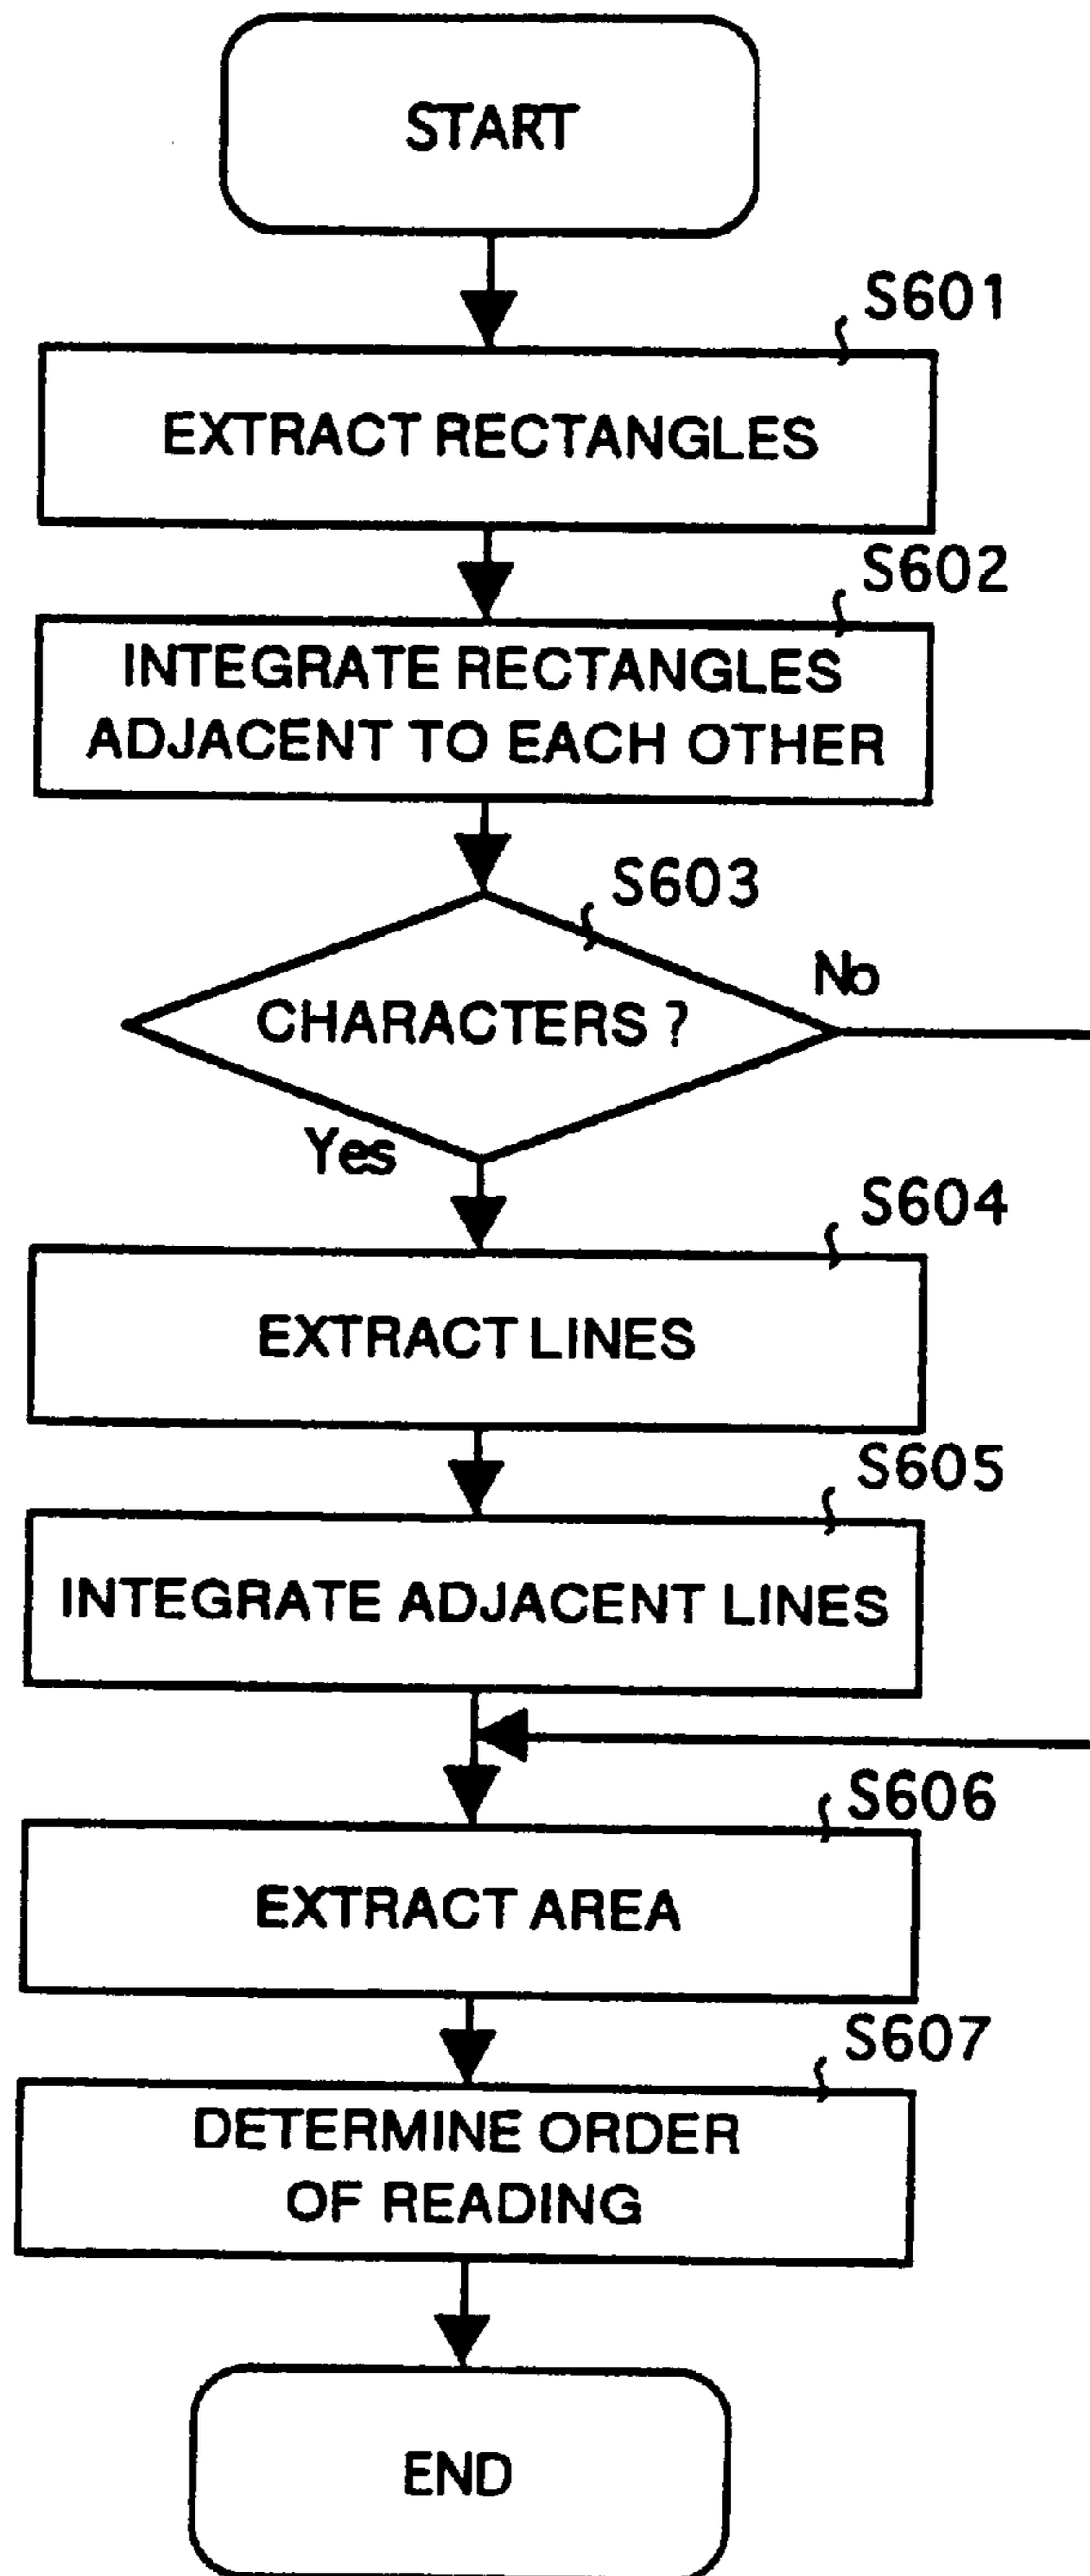 START
S601
EXTRACT RECTANGLES
S602
INTEGRATE RECTANGLES
ADJACENT TO EACH OTHER
S603
CHARACTERS ?
No
Yes
S604
EXTRACT LINES
S605
INTEGRATE ADJACENT LINES
S606
EXTRACT AREA
S607
DETERMINE ORDER
OF READING
END